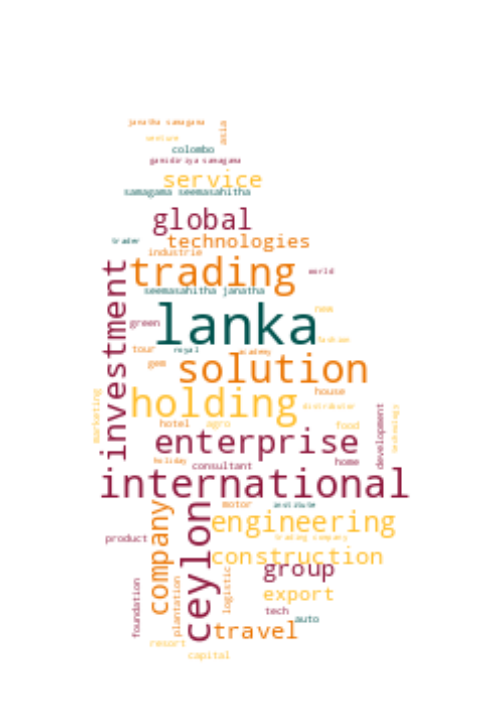 janatha samagama
asia
venture
colombo
gamidiriya samagama
service
samagama seemasahitha
global
trader
technologies
industrie
investment
trading
world
seemasahitha janatha
lanka
new
green
fashion
tour
royal
academy
gem
solution
marketing
holding
house
distributor
hotel
agro
food
development
technology
enterprise
holiday
consultant
home
international
company
ceylon
motor
institute
engineering
product
trading company
construction
group
foundation
plantation
logistic
export
tech
auto
travel
resort
capital